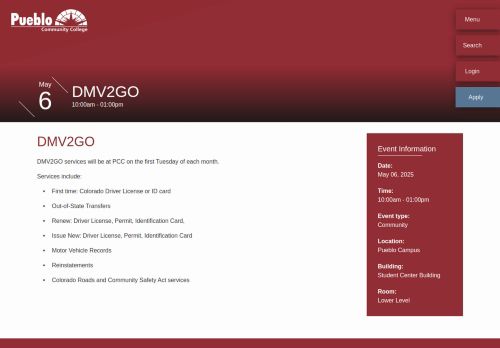 Pueblo
Community College
Menu
Search
Login
Apply
May
6
DMV2GO
10:00am - 01:00pm
DMV2GO
DMV2GO services will be at PCC on the first Tuesday of each month.
Services include:
• First time: Colorado Driver License or ID card
• Out-of-State Transfers
• Renew: Driver License, Permit, Identification Card,
• Issue New: Driver License, Permit, Identification Card
• Motor Vehicle Records
• Reinstatements
• Colorado Roads and Community Safety Act services
Event Information
Date:
May 06, 2025
Time:
10:00am - 01:00pm
Event type:
Community
Location:
Pueblo Campus
Building:
Student Center Building
Room:
Lower Level